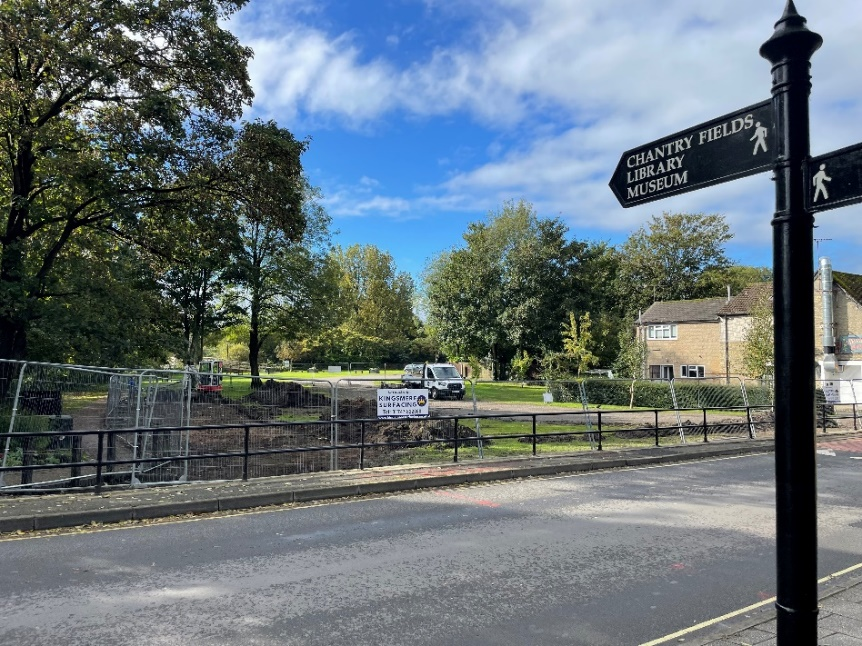 CHANTRY FIELDS
LIBRARY
MUSEUM
KINGSMERE
SURFACING